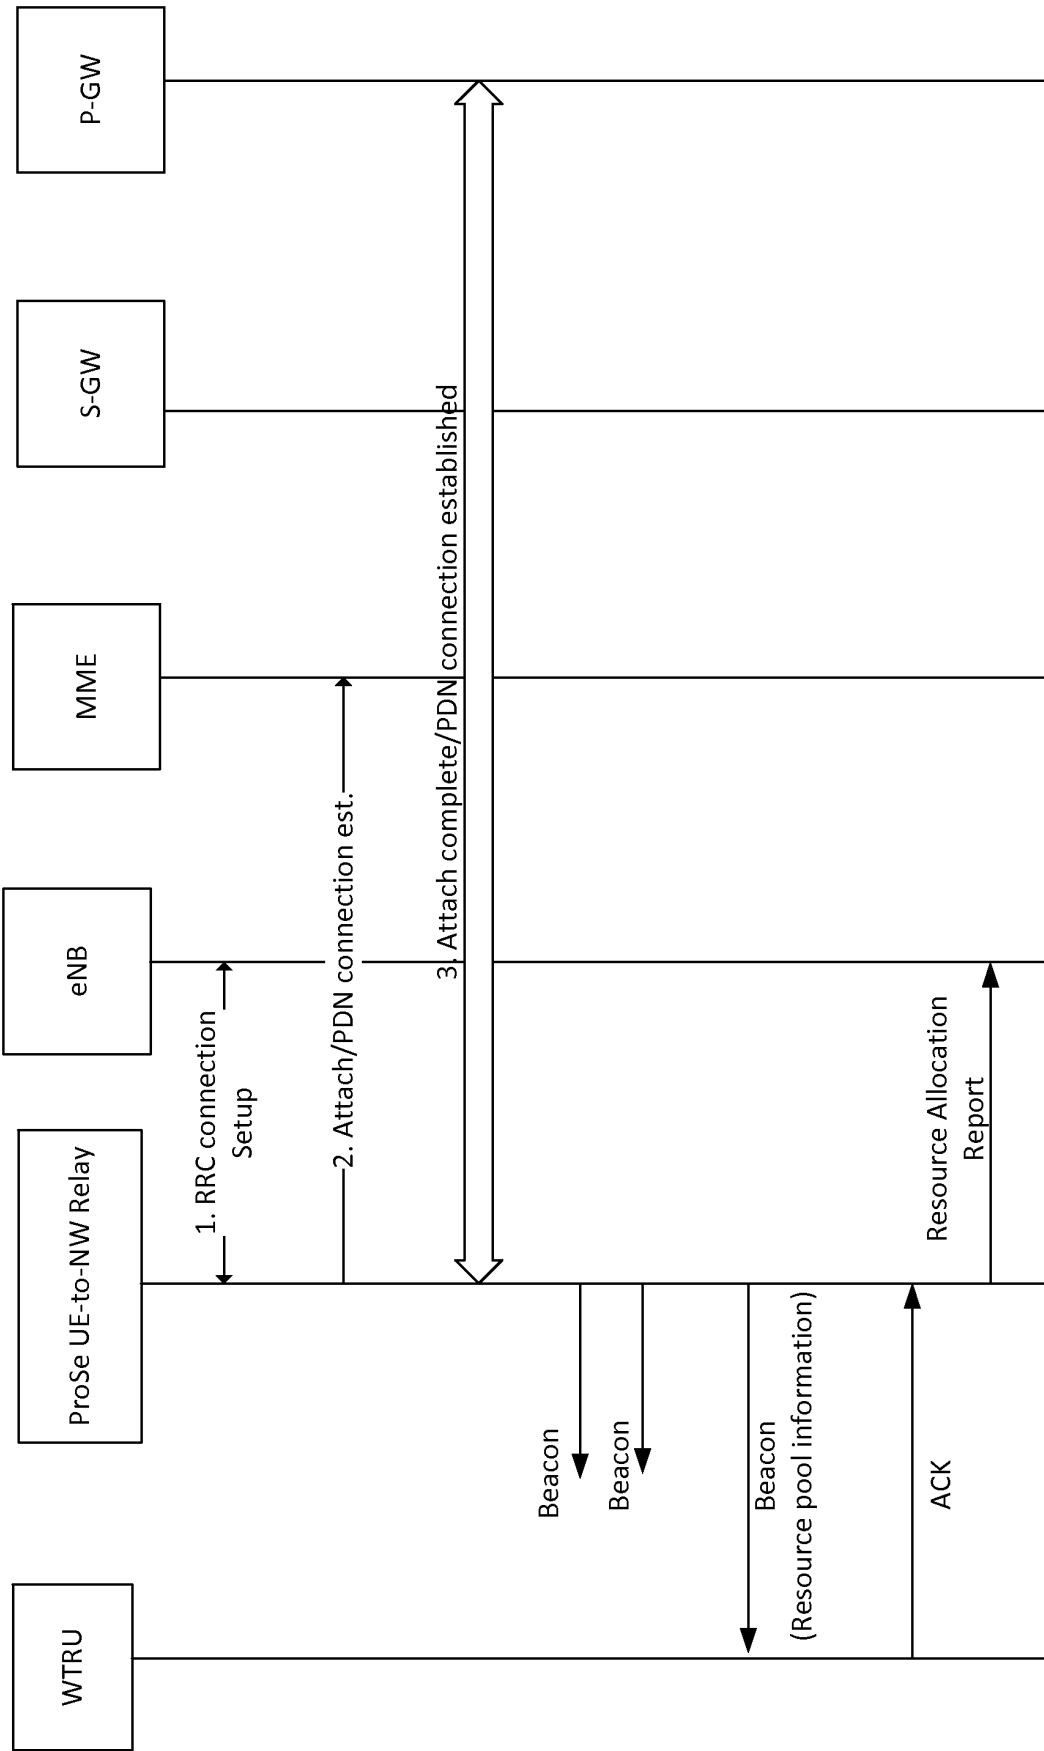 WTRU
ProSe UE-to-NW Relay
eNB
MME
S-GW
P-GW
1. RRC connection
Setup
2. Attach/PDN connection est.
3. Attach complete/PDN connection established
Beacon
Beacon
Beacon
(Resource pool information)
ACK
Resource Allocation
Report